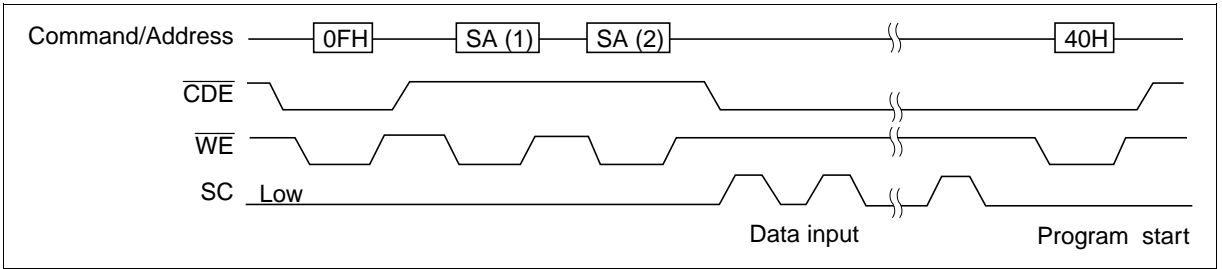 Command/Address 0FH SA (1) SA (2) 40H
CDE
WE
SC Low
Data input Program start